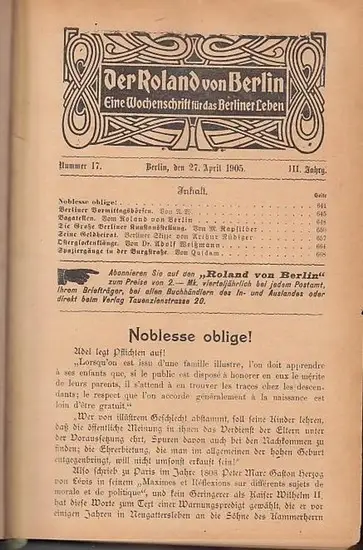 Der Roland von Berlin
Eine Wochenschrift für das Berliner Leben
Nummer 17. Berlin, den 27. April 1905. III. Jahrg.
Inhalt.
Seite
Noblesse oblige! 641
Berliner Vormittagsbörsen. Von 645
Bagatellen. Vom Roland von Berlin 648
Die Große Berliner Kunstausstellung. Von M. 650
Seine Geldheirat. Berliner Skizze von Arthur Rüdiger 657
Osterglockenklänge. Von Dr. Adolf Weißmann 664
Spaziergänge in der Burgstraße. Von Quidam 668
Abonnieren Sie auf den „Roland von Berlin"
zum Preise von 2.— Mk. vierteljährlich bei jedem Postamt,
Ihrem Briefträger, bei allen Buchhändlern des In- und Auslandes oder
direkt beim Verlag Tauenzienstrasse 20.
Noblesse oblige!
Adel legt Pflichten auf!
„Lorsqu'on est issu d'une famille illustre, l'on doit apprendre
à ses enfants que, si le public est disposé à honorer en eux le mérite
de leurs parents, il s'attend à en trouver les traces chez les descen-
dants; le respect que l'on accorde généralement à la naissance est
loin d'être gratuit"
„Wer von illüstrem Geschlecht abstammt, soll seine Kinder lehren,
daß die öffentliche Meinung in ihnen das Verdienst der Eltern unter
der Voraussetzung ehrt, Spuren davon auch bei den Nachkommen zu
finden; die Ehrerbietung, die man im allgemeinen der hohen Geburt
entgegenbringt, will nicht umsonst erkauft sein!"
Also schrieb zu Paris im Jahre 1808 Peter Marc Gaston Herzog
von Lévis in seinem „Maximes et Réflexions sur différents sujets de
morale et de politique", und kein Geringerer als Kaiser Wilhelm II.
hat diese Worte zum Text einer Warnungspredigt gewählt, die er vor
einigen Jahren in Neugattersleben an die Söhne des Kammerherrn